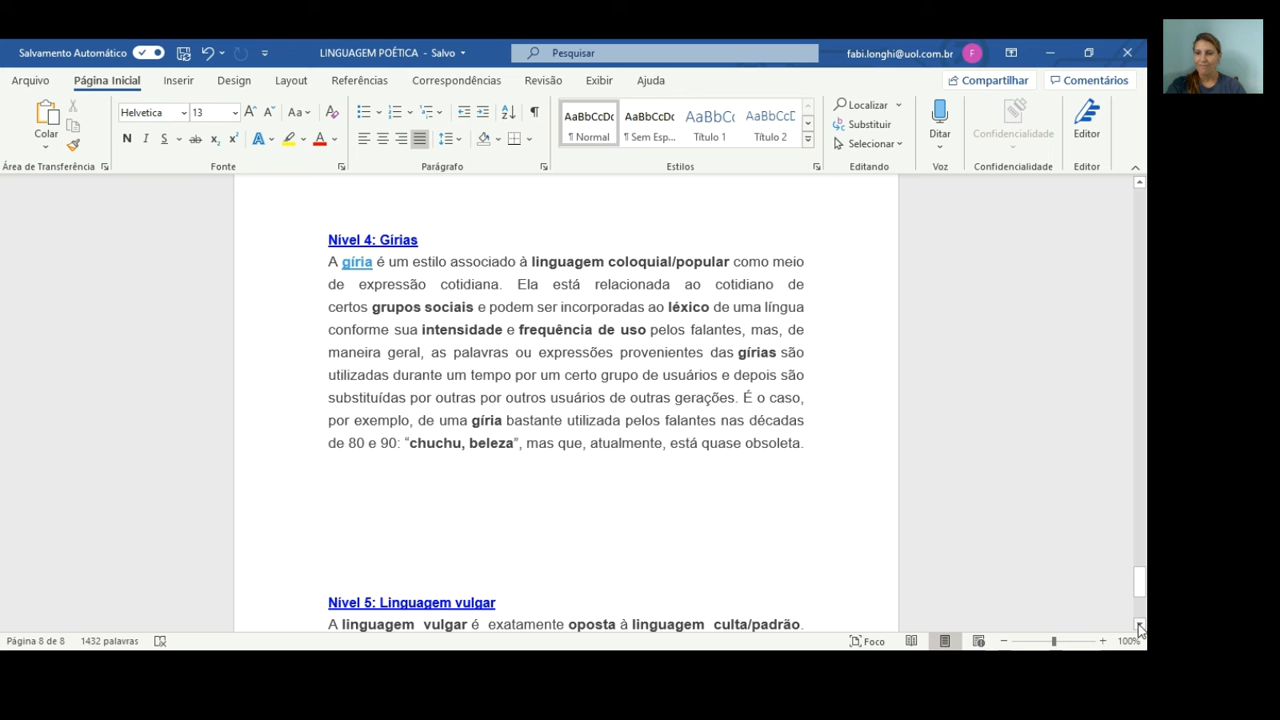 Salvamento Automático
LINGUAGEM POÉTICA - Salvo
Pesquisar
fabi.longhi@uol.com.br
F
Arquivo
Página Inicial
Inserir
Design
Layout
Referências
Correspondências
Revisão
Exibir
Ajuda
Compartilhar
Comentários
Colar
Helvetica
13
Aa
N I S ab x₂ x²
AaBbCcDc
AaBbCcDc
AaBbCc
AaBbCcD
¶ Normal
¶ Sem Esp...
Título 1
Título 2
Localizar
Substituir
Selecionar
Ditar
Confidencialidade
Editor
Área de Transferência
Fonte
Parágrafo
Estilos
Editando
Voz
Confidencialidade
Editor
Nível 4: Gírias
A gíria é um estilo associado à linguagem coloquial/popular como meio
de expressão cotidiana. Ela está relacionada ao cotidiano de
certos grupos sociais e podem ser incorporadas ao léxico de uma língua
conforme sua intensidade e frequência de uso pelos falantes, mas, de
maneira geral, as palavras ou expressões provenientes das gírias são
utilizadas durante um tempo por um certo grupo de usuários e depois são
substituídas por outras por outros usuários de outras gerações. É o caso,
por exemplo, de uma gíria bastante utilizada pelos falantes nas décadas
de 80 e 90: “chuchu, beleza”, mas que, atualmente, está quase obsoleta.
Nível 5: Linguagem vulgar
A linguagem vulgar é exatamente oposta à linguagem culta/padrão.
Página 8 de 8
1432 palavras
Foco
100%